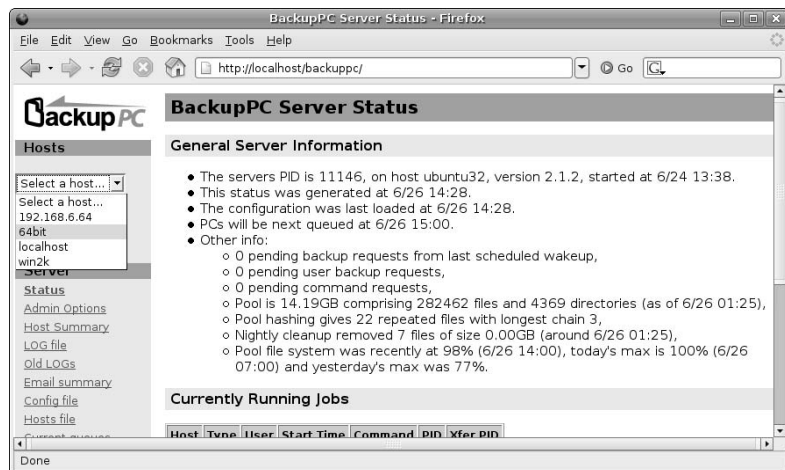 BackupPC Server Status - Firefox
File Edit View Go Bookmarks Tools Help
http://localhost/backuppc/ Go G
BackupPC
Hosts
Select a host...
Select a host...
192.168.6.64
64bit
localhost
win2k
Server
Status
Admin Options
Host Summary
LOG file
Old LOGs
Email summary
Config file
Hosts file
Current queues
BackupPC Server Status
General Server Information
The servers PID is 11146, on host ubuntu32, version 2.1.2, started at 6/24 13:38.
This status was generated at 6/26 14:28.
The configuration was last loaded at 6/26 14:28.
PCs will be next queued at 6/26 15:00.
Other info:
0 pending backup requests from last scheduled wakeup,
0 pending user backup requests,
0 pending command requests,
Pool is 14.19GB comprising 282462 files and 4369 directories (as of 6/26 01:25),
Pool hashing gives 22 repeated files with longest chain 3,
Nightly cleanup removed 7 files of size 0.00GB (around 6/26 01:25),
Pool file system was recently at 98% (6/26 14:00), today's max is 100% (6/26
07:00) and yesterday's max was 77%.
Currently Running Jobs
Host Type User Start Time Command PID Xfer PID
Done